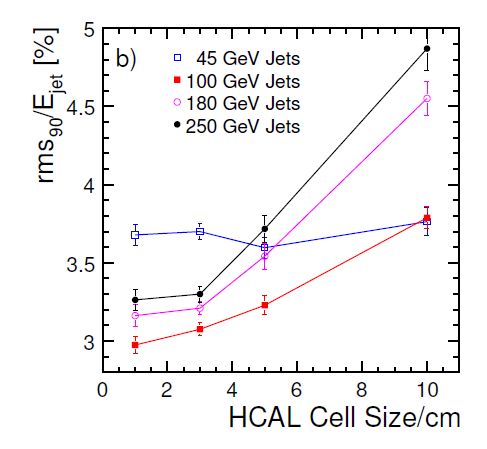 b)
45 GeV Jets
100 GeV Jets
180 GeV Jets
250 GeV Jets
rms90/Ejet [%]
5
4.5
4
3.5
3
0 2 4 6 8 10
HCAL Cell Size/cm